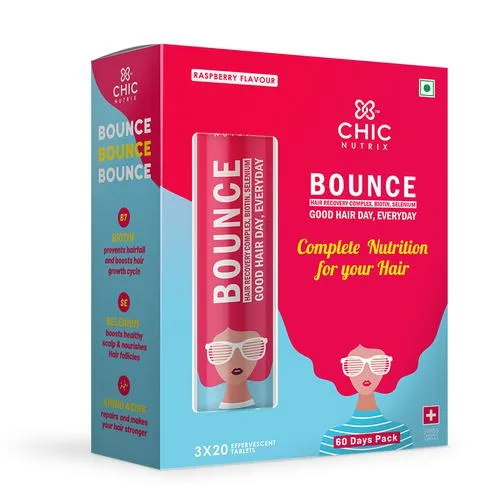 CHIC
NUTRIX
BOUNCE
BOUNCE
BOUNCE
B7
BIOTIN
prevents hairfall
and boosts hair
growth cycle
SE
SELENIUM
boosts healthy
scalp & nourishes
Hair follicles
AMINO ACIDS
repairs and makes
your hair stronger
RASPBERRY FLAVOUR
BOUNCE
HAIR RECOVERY COMPLEX, BIOTIN, SELENIUM
GOOD HAIR DAY, EVERYDAY
3X20 EFFERVESCENT
TABLETS
CHIC
NUTRIX
BOUNCE
HAIR RECOVERY COMPLEX, BIOTIN, SELENIUM
GOOD HAIR DAY, EVERYDAY
Complete Nutrition
for your Hair
60 Days Pack